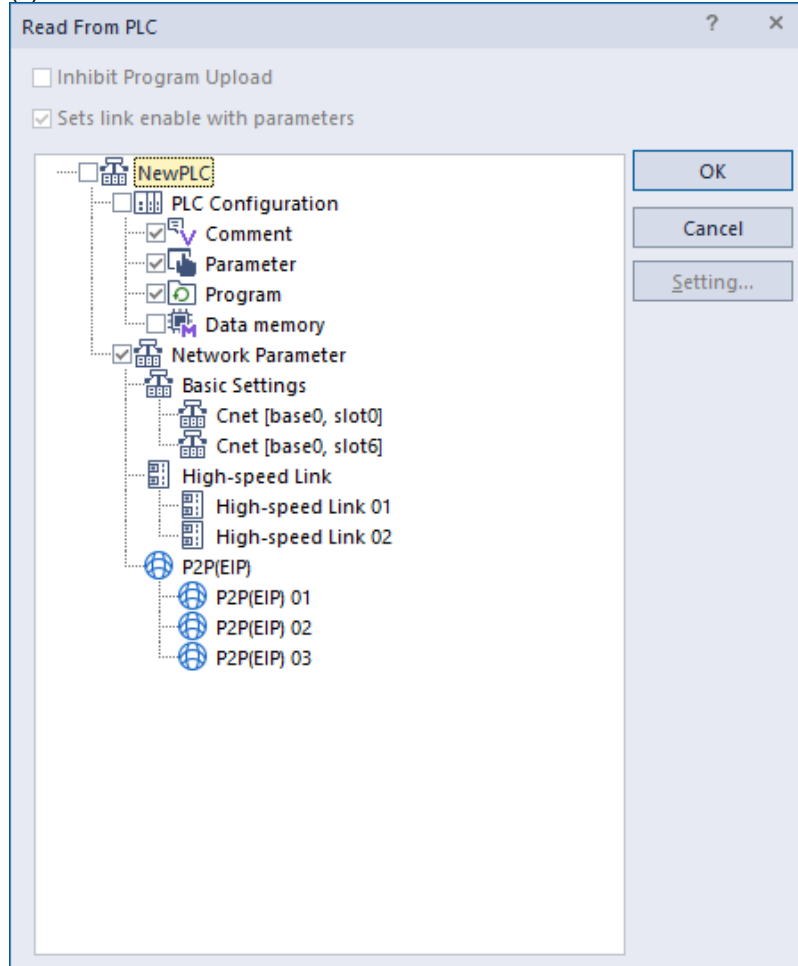 Read From PLC
Inhibit Program Upload
Sets link enable with parameters
NewPLC
PLC Configuration
Comment
Parameter
Program
Data memory
Network Parameter
Basic Settings
Cnet [base0, slot0]
Cnet [base0, slot6]
High-speed Link
High-speed Link 01
High-speed Link 02
P2P(EIP)
P2P(EIP) 01
P2P(EIP) 02
P2P(EIP) 03
OK
Cancel
Setting...